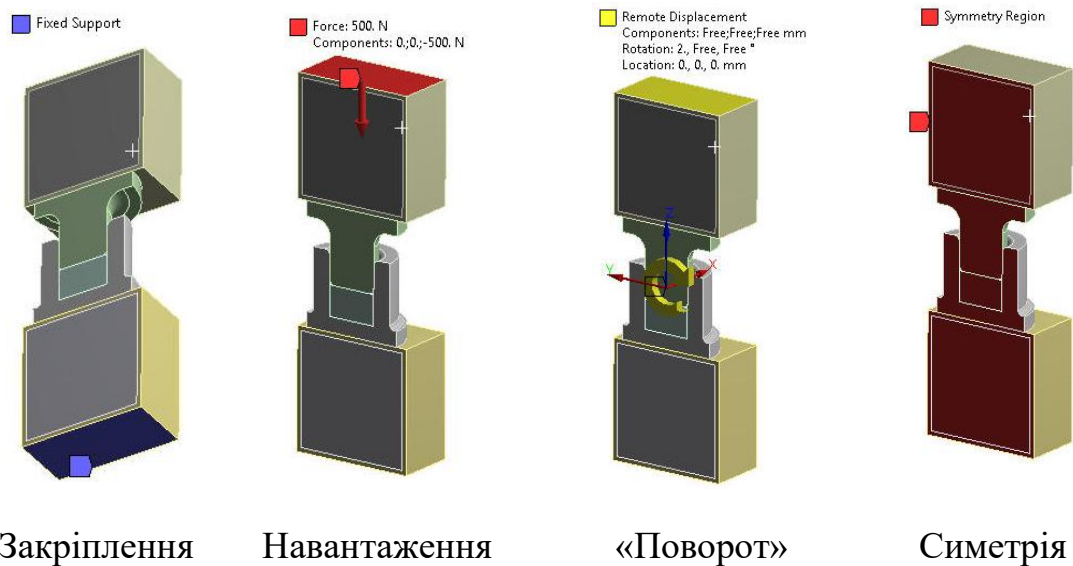 Fixed Support
Force: 500. N
Components: 0.;0.;-500. N
Remote Displacement
Components: Free;Free;Free mm
Rotation: 2., Free, Free °
Location: 0., 0., 0. mm
Symmetry Region
Z
Y
X
Закріплення
Навантаження
«Поворот»
Симетрія